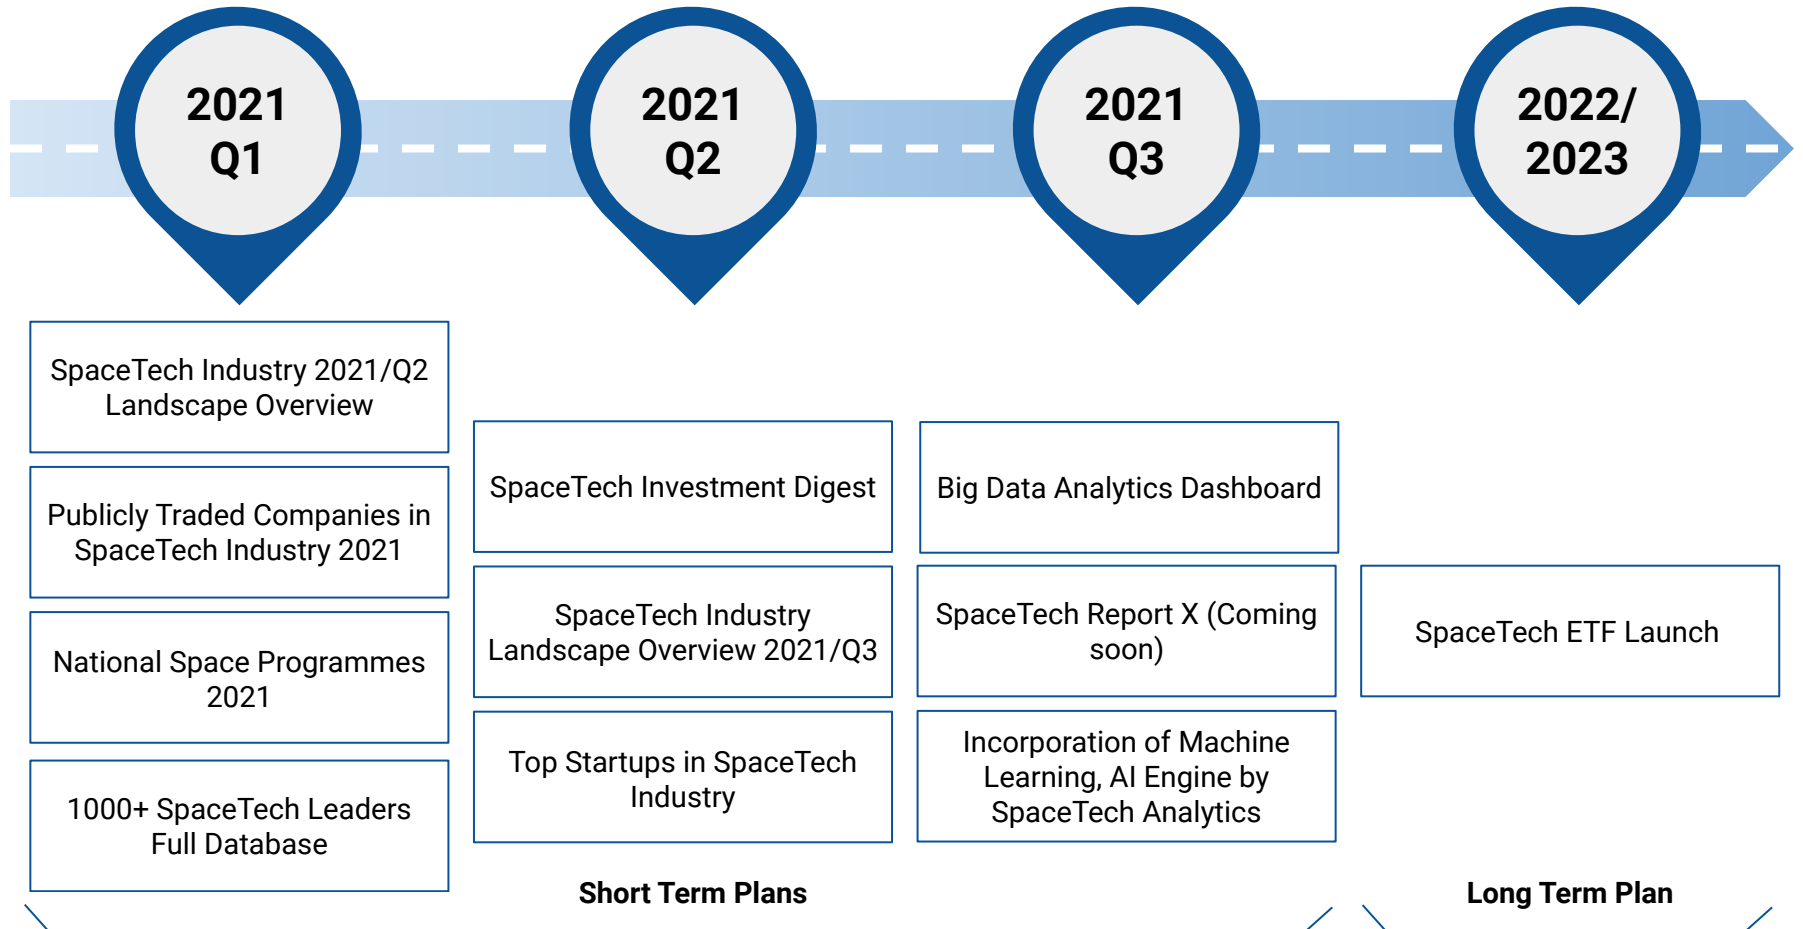 2021
Q1
2021
Q2
2021
Q3
2022/
2023
SpaceTech Industry 2021/Q2
Landscape Overview
Publicly Traded Companies in
SpaceTech Industry 2021
National Space Programmes
2021
1000+ SpaceTech Leaders
Full Database
SpaceTech Investment Digest
SpaceTech Industry
Landscape Overview 2021/Q3
Top Startups in SpaceTech
Industry
Big Data Analytics Dashboard
SpaceTech Report X (Coming
soon)
Incorporation of Machine
Learning, AI Engine by
SpaceTech Analytics
SpaceTech ETF Launch
Short Term Plans
Long Term Plan